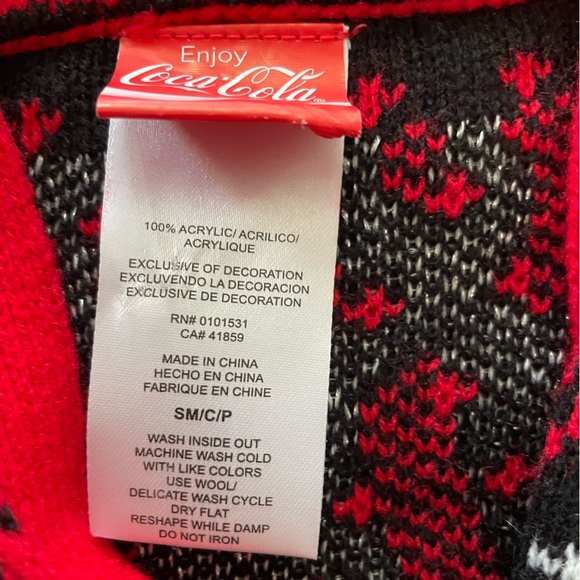 Enjoy
Coca-Cola
100% ACRYLIC/ ACRILICO/
ACRYLIQUE
EXCLUSIVE OF DECORATION
EXCLUYENDO LA DECORACION
EXCLUSIVE DE DECORATION
RN# 0101531
CA# 41859
MADE IN CHINA
HECHO EN CHINA
FABRIQUE EN CHINE
SM/C/P
WASH INSIDE OUT
MACHINE WASH COLD
WITH LIKE COLORS
USE WOOL/
DELICATE WASH CYCLE
DRY FLAT
RESHAPE WHILE DAMP
DO NOT IRON